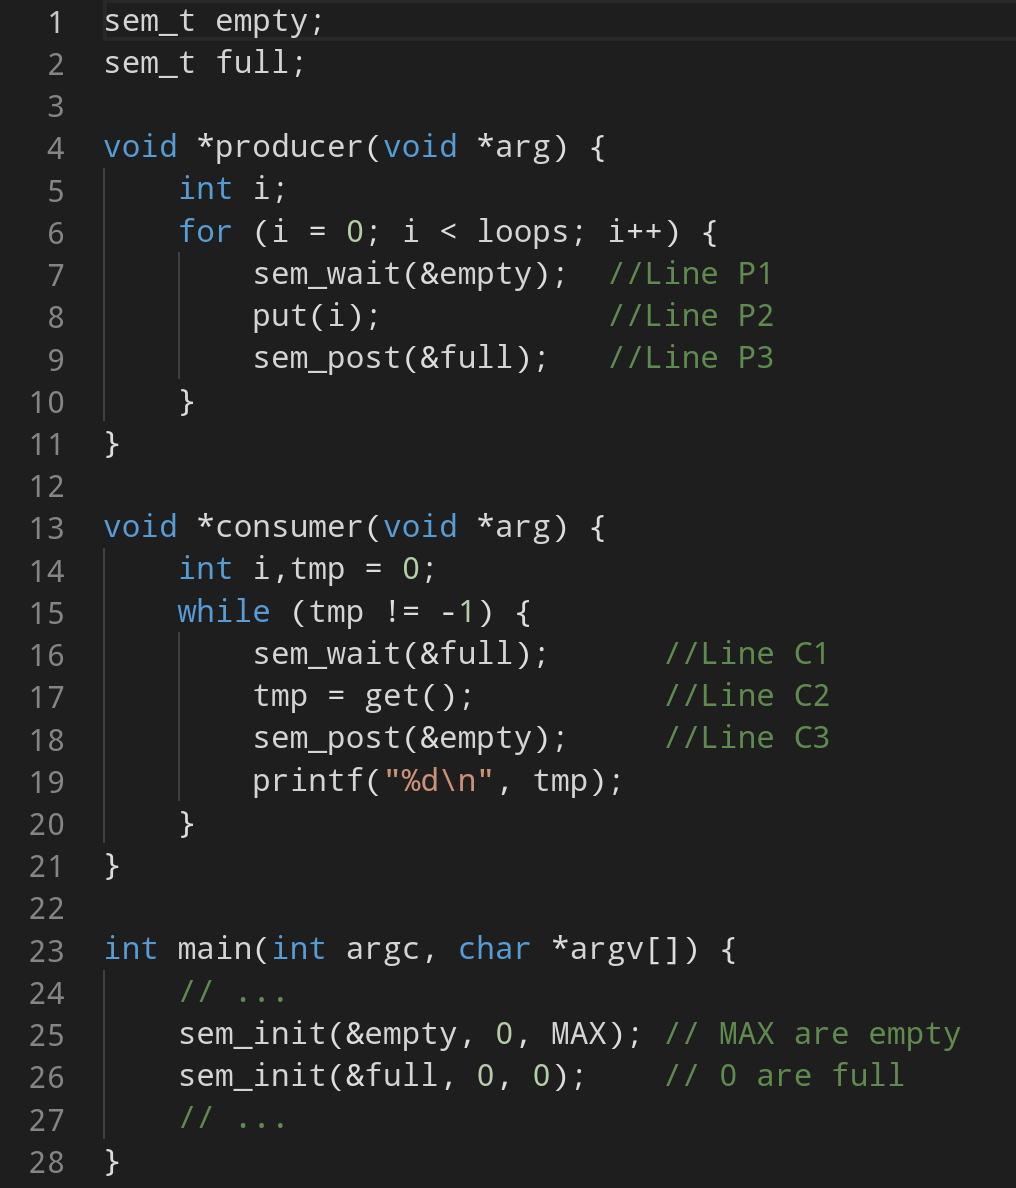 1 sem_t empty;
2 sem_t full;
3
4 void *producer(void *arg) {
5     int i;
6     for (i = 0; i < loops; i++) {
7         sem_wait(&empty);  //Line P1
8         put(i);            //Line P2
9         sem_post(&full);   //Line P3
10     }
11 }
12
13 void *consumer(void *arg) {
14     int i,tmp = 0;
15     while (tmp != -1) {
16         sem_wait(&full);      //Line C1
17         tmp = get();          //Line C2
18         sem_post(&empty);     //Line C3
19         printf("%d\n", tmp);
20     }
21 }
22
23 int main(int argc, char *argv[]) {
24     // ...
25     sem_init(&empty, 0, MAX); // MAX are empty
26     sem_init(&full, 0, 0);    // 0 are full
27     // ...
28 }